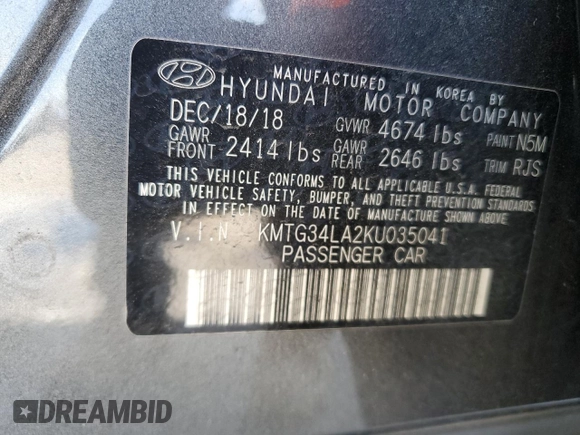 MANUFACTURED IN KOREA BY
HYUNDAI MOTOR COMPANY
DEC/18/18 GVWR 4674 lbs PAINT N5M
GAWR FRONT 2414 lbs GAWR REAR 2646 lbs TRIM RJS
THIS VEHICLE CONFORMS TO ALL APPLICABLE U.S.A. FEDERAL
MOTOR VEHICLE SAFETY, BUMPER, AND THEFT PREVENTION STANDARDS
IN EFFECT ON THE DATE OF MANUFACTURE SHOWN ABOVE
V.I.N KMTG34LA2KU035041
PASSENGER CAR
DREAMBID